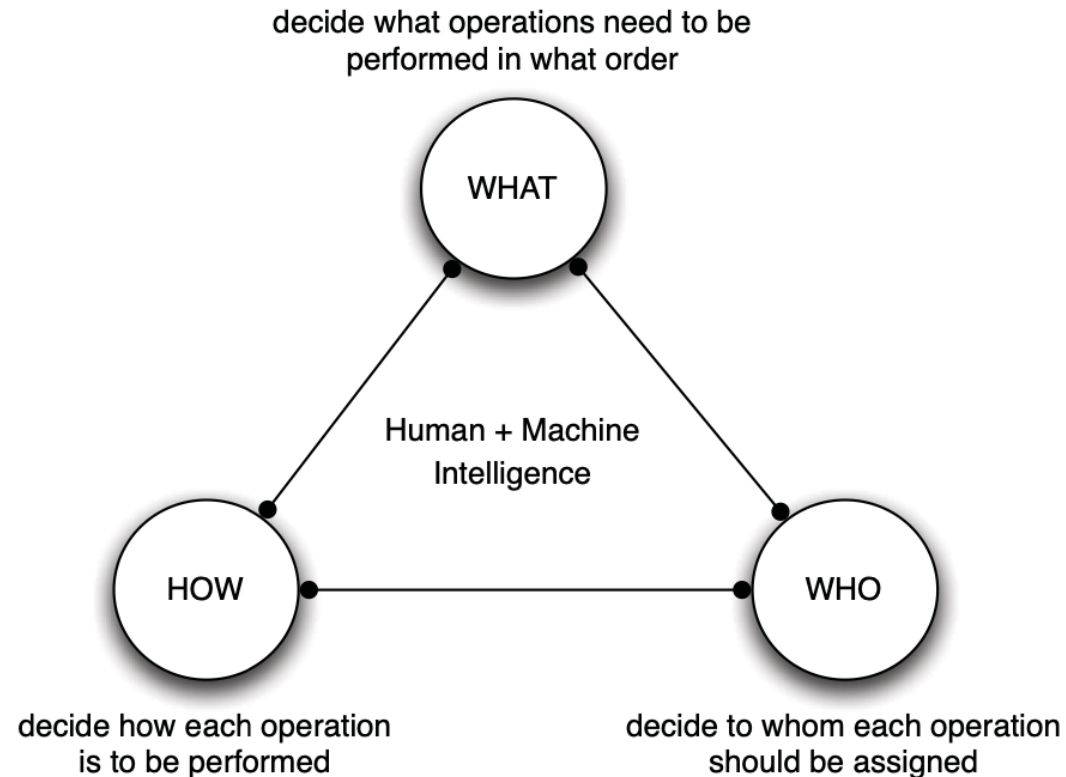 decide what operations need to be
performed in what order
WHAT
Human + Machine
Intelligence
HOW
WHO
decide how each operation
is to be performed
decide to whom each operation
should be assigned